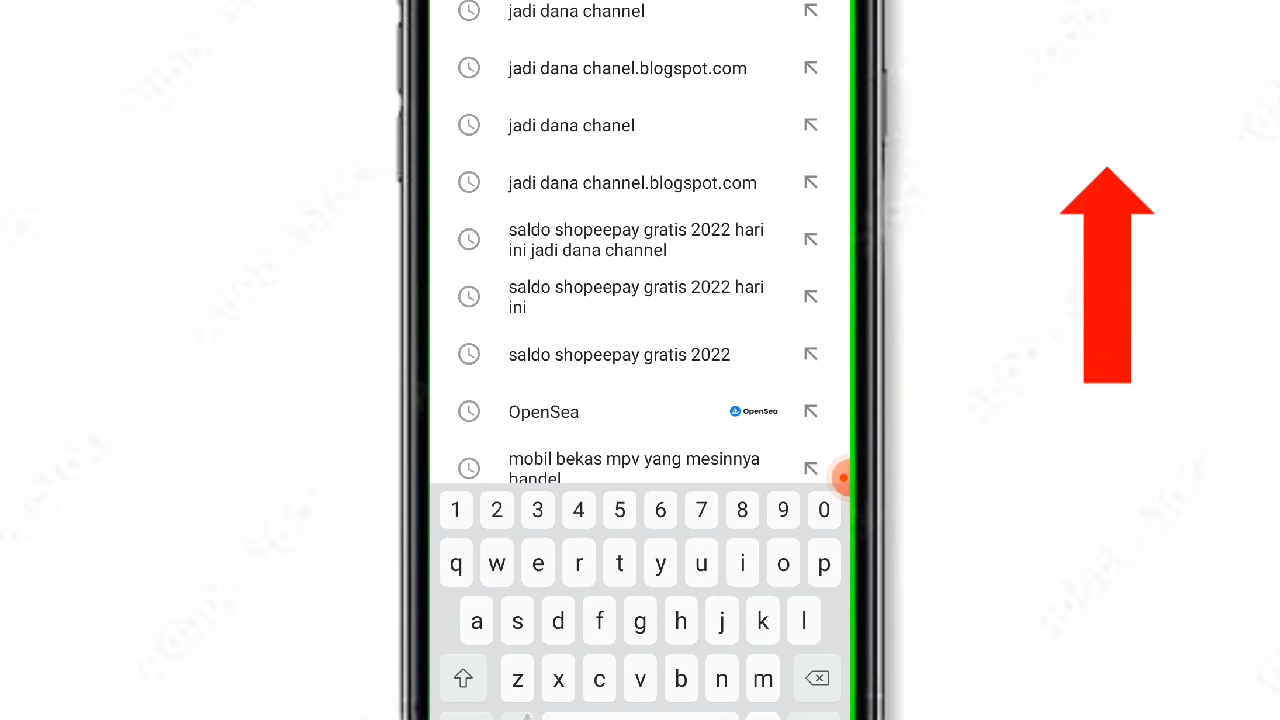 jadi dana channel
jadi dana chanel.blogspot.com
jadi dana chanel
jadi dana channel.blogspot.com
saldo shopeepay gratis 2022 hari
ini jadi dana channel
saldo shopeepay gratis 2022 hari
ini
saldo shopeepay gratis 2022
OpenSea OpenSea
mobil bekas mpv yang mesinnya
bandel
1 2 3 4 5 6 7 8 9 0
q w e r t y u i o p
a s d f g h j k l
z x c v b n m